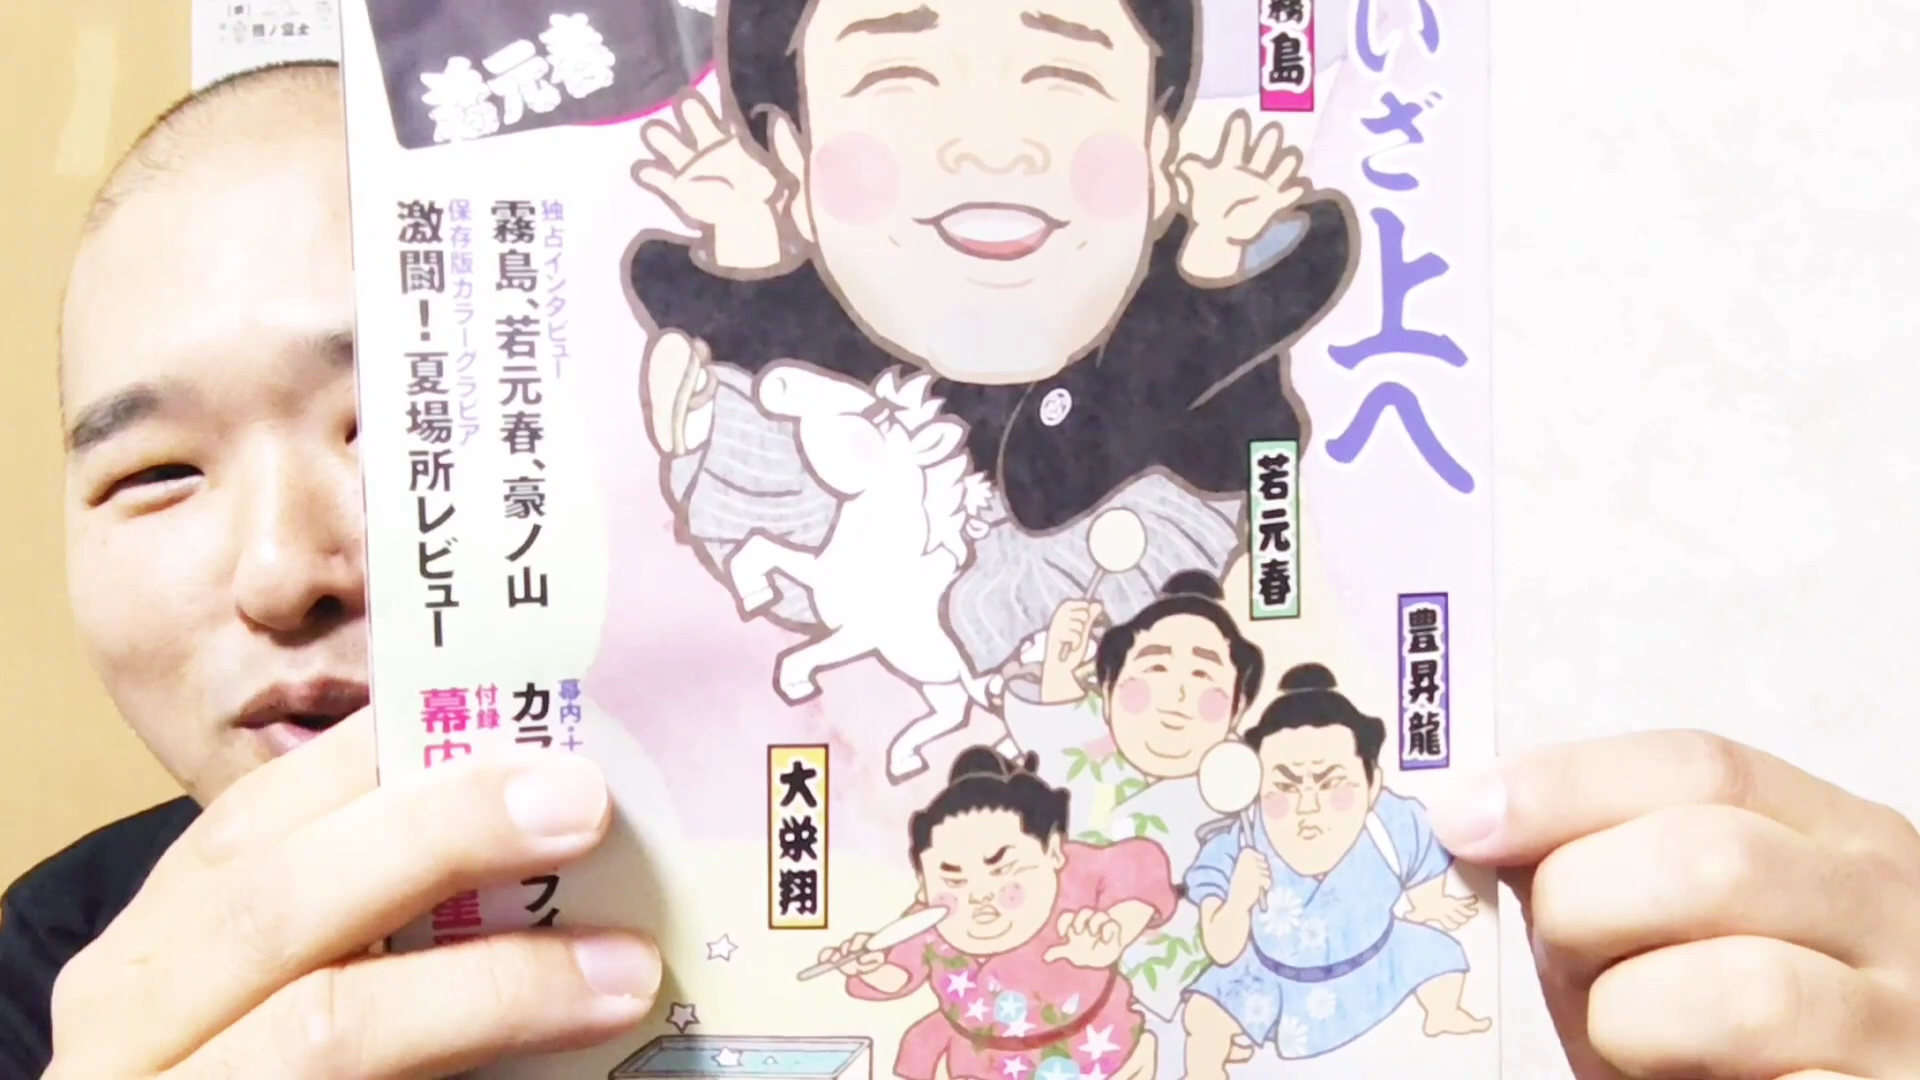 若元春
霧島
いざ上へ
独占インタビュー
霧島、若元春、豪ノ山
保存版カラーグラビア
激闘!夏場所レビュー
幕内・十
カラ
付録
幕内
フィ
星
若元春
豊昇龍
大栄翔